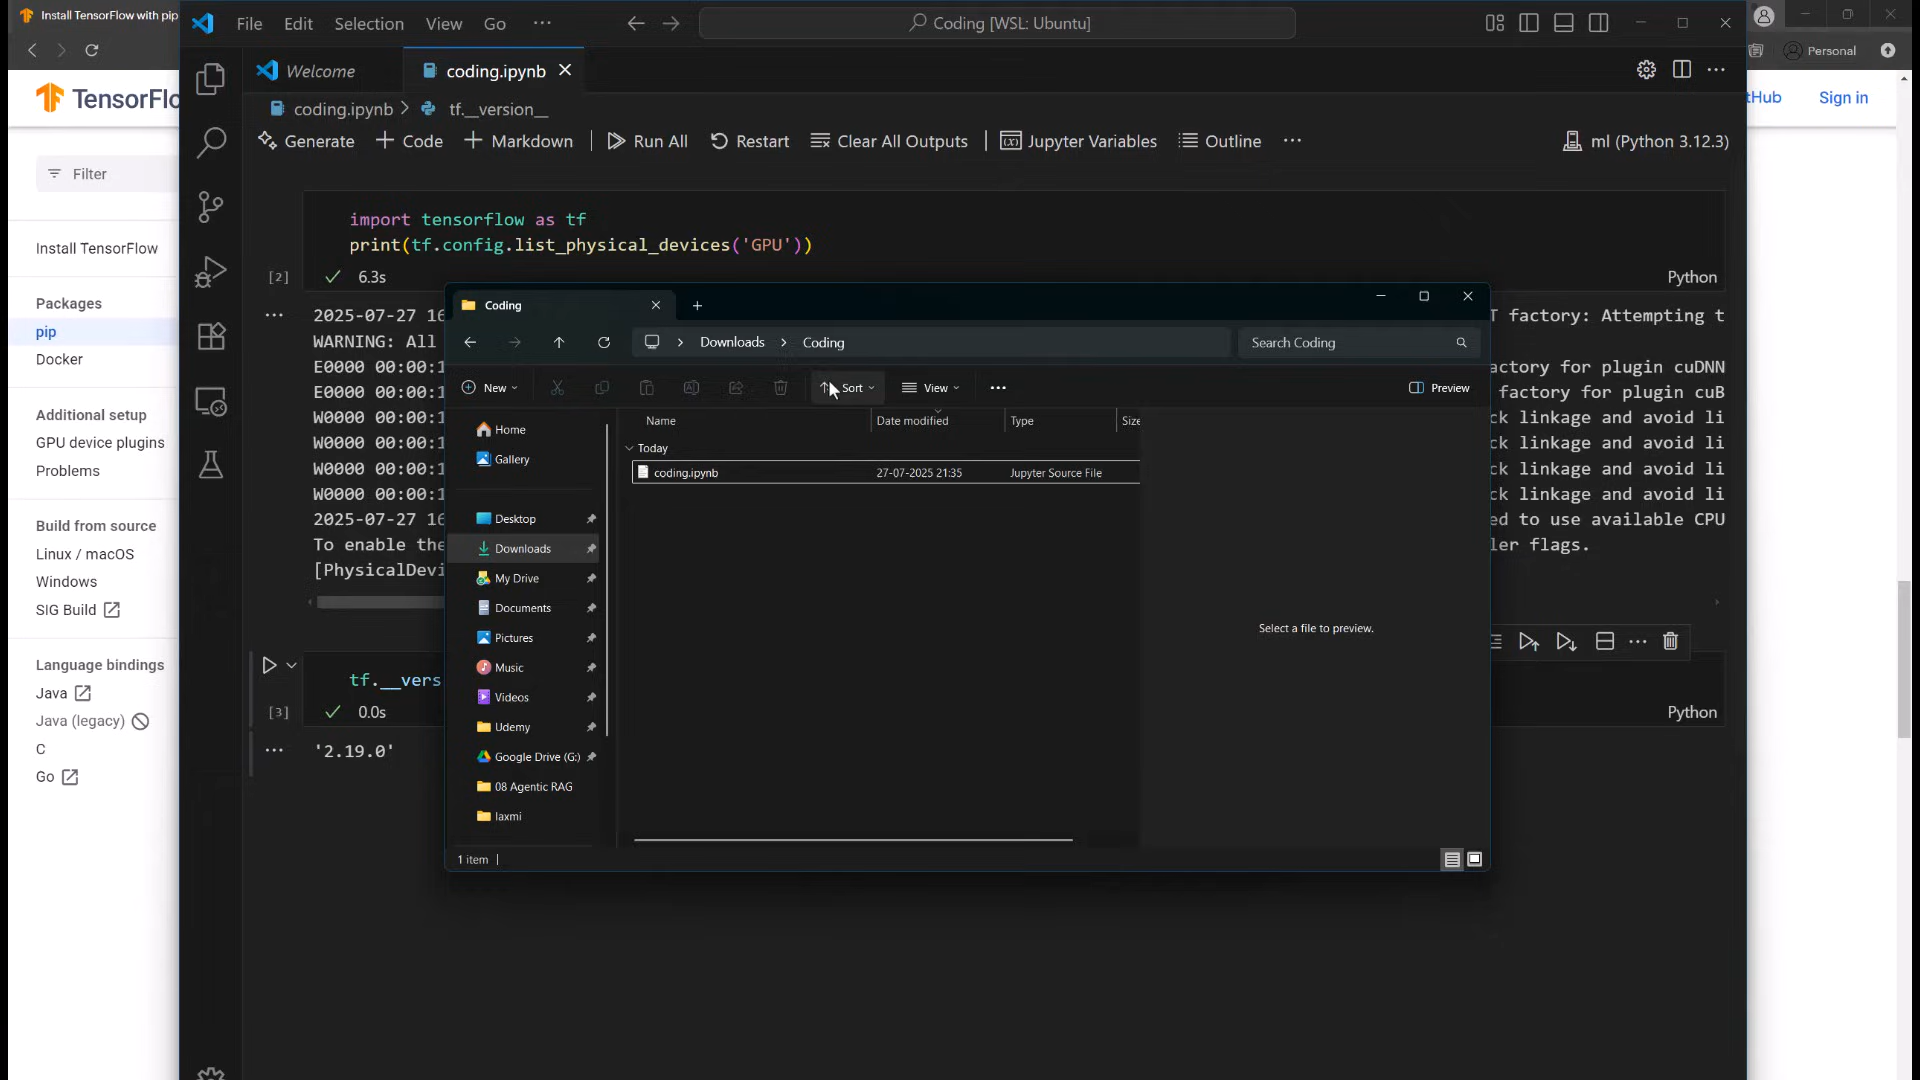 Install TensorFlow with pip
File Edit Selection View Go ···
Coding [WSL: Ubuntu]
Personal
TensorFlo
tHub
Sign in
Welcome
coding.ipynb
coding.ipynb > tf.__version__
Generate + Code + Markdown Run All Restart Clear All Outputs Jupyter Variables Outline ···
ml (Python 3.12.3)
Filter
Install TensorFlow
Packages
pip
Docker
Additional setup
GPU device plugins
Problems
Build from source
Linux / macOS
Windows
SIG Build
Language bindings
Java
Java (legacy)
C
Go
import tensorflow as tf
print(tf.config.list_physical_devices('GPU'))
[2] 6.3s
Python
2025-07-27 16
T factory: Attempting t
WARNING: All
E0000 00:00:1
actory for plugin cuDNN
E0000 00:00:1
factory for plugin cuB
W0000 00:00:1
ck linkage and avoid li
W0000 00:00:1
ck linkage and avoid li
W0000 00:00:1
ck linkage and avoid li
W0000 00:00:1
ck linkage and avoid li
2025-07-27 16
ed to use available CPU
To enable the
ler flags.
[PhysicalDevi
tf.__vers
[3] 0.0s
Python
'2.19.0'
Coding
Downloads > Coding
Search Coding
New
Sort
View
···
Preview
Name Date modified Type Size
Today
coding.ipynb 27-07-2025 21:35 Jupyter Source File
Home
Gallery
Desktop
Downloads
My Drive
Documents
Pictures
Music
Videos
Udemy
Google Drive (G:)
08 Agentic RAG
laxmi
Select a file to preview.
1 item